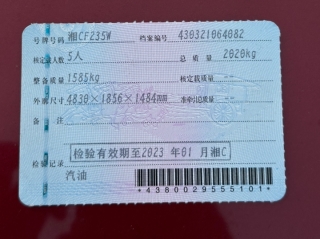 号牌号码 湘CF235W 档案编号 430321064082
核定人数 5人 总质量 2020kg
整备质量 1585kg 核定载质量 --
外廓尺寸 4830×1856×1484mm 准牵引总质量 --
备注
检验记录 检验有效期至2023年01月湘C
汽油
*4380029555101*